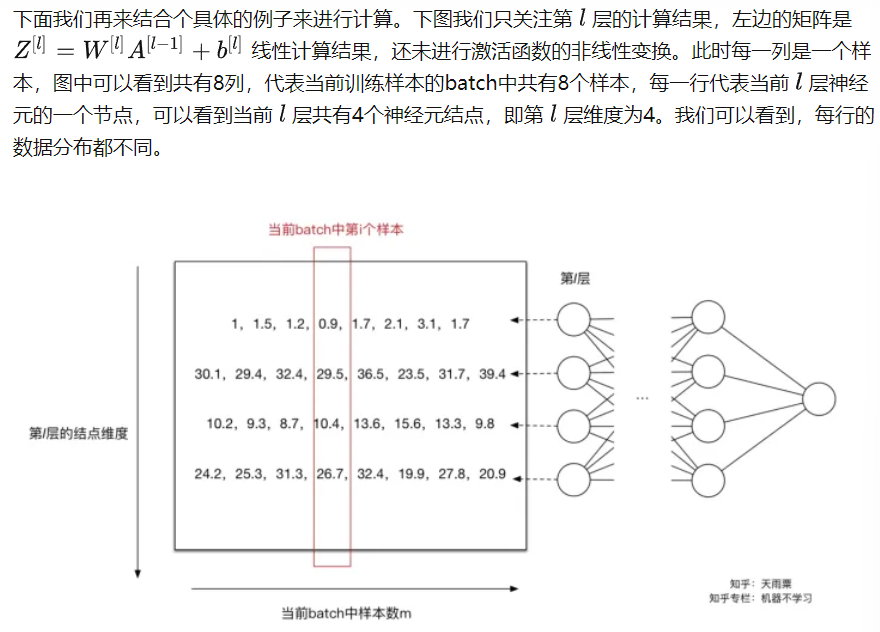 下面我们再来结合个具体的例子来进行计算。下图我们只关注第 l 层的计算结果，左边的矩阵是
Z^[l] = W^[l] A^[l−1] + b^[l] 线性计算结果，还未进行激活函数的非线性变换。此时每一列是一个样
本，图中可以看到共有8列，代表当前训练样本的batch中共有8个样本，每一行代表当前 l 层神经
元的一个节点，可以看到当前 l 层共有4个神经元结点，即第 l 层维度为4。我们可以看到，每行的
数据分布都不同。
当前batch中第i个样本
第l层
1, 1.5, 1.2, 0.9, 1.7, 2.1, 3.1, 1.7
30.1, 29.4, 32.4, 29.5, 36.5, 23.5, 31.7, 39.4
...
10.2, 9.3, 8.7, 10.4, 13.6, 15.6, 13.3, 9.8
第l层的结点维度
24.2, 25.3, 31.3, 26.7, 32.4, 19.9, 27.8, 20.9
当前batch中样本数m
知乎：天雨粟
知乎专栏：机器不学习